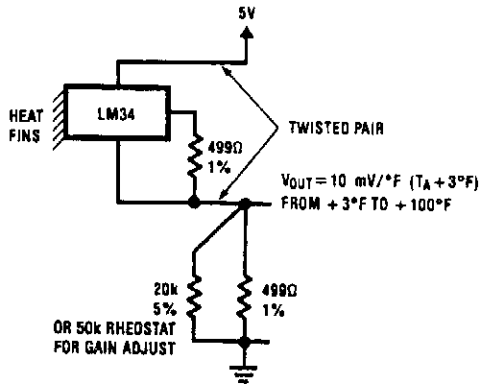 5V
HEAT
FINS
LM34
TWISTED PAIR
499Ω
1%
VOUT = 10 mV/°F (TA + 3°F)
FROM + 3°F TO + 100°F
20k
5%
499Ω
1%
OR 50k RHEOSTAT
FOR GAIN ADJUST